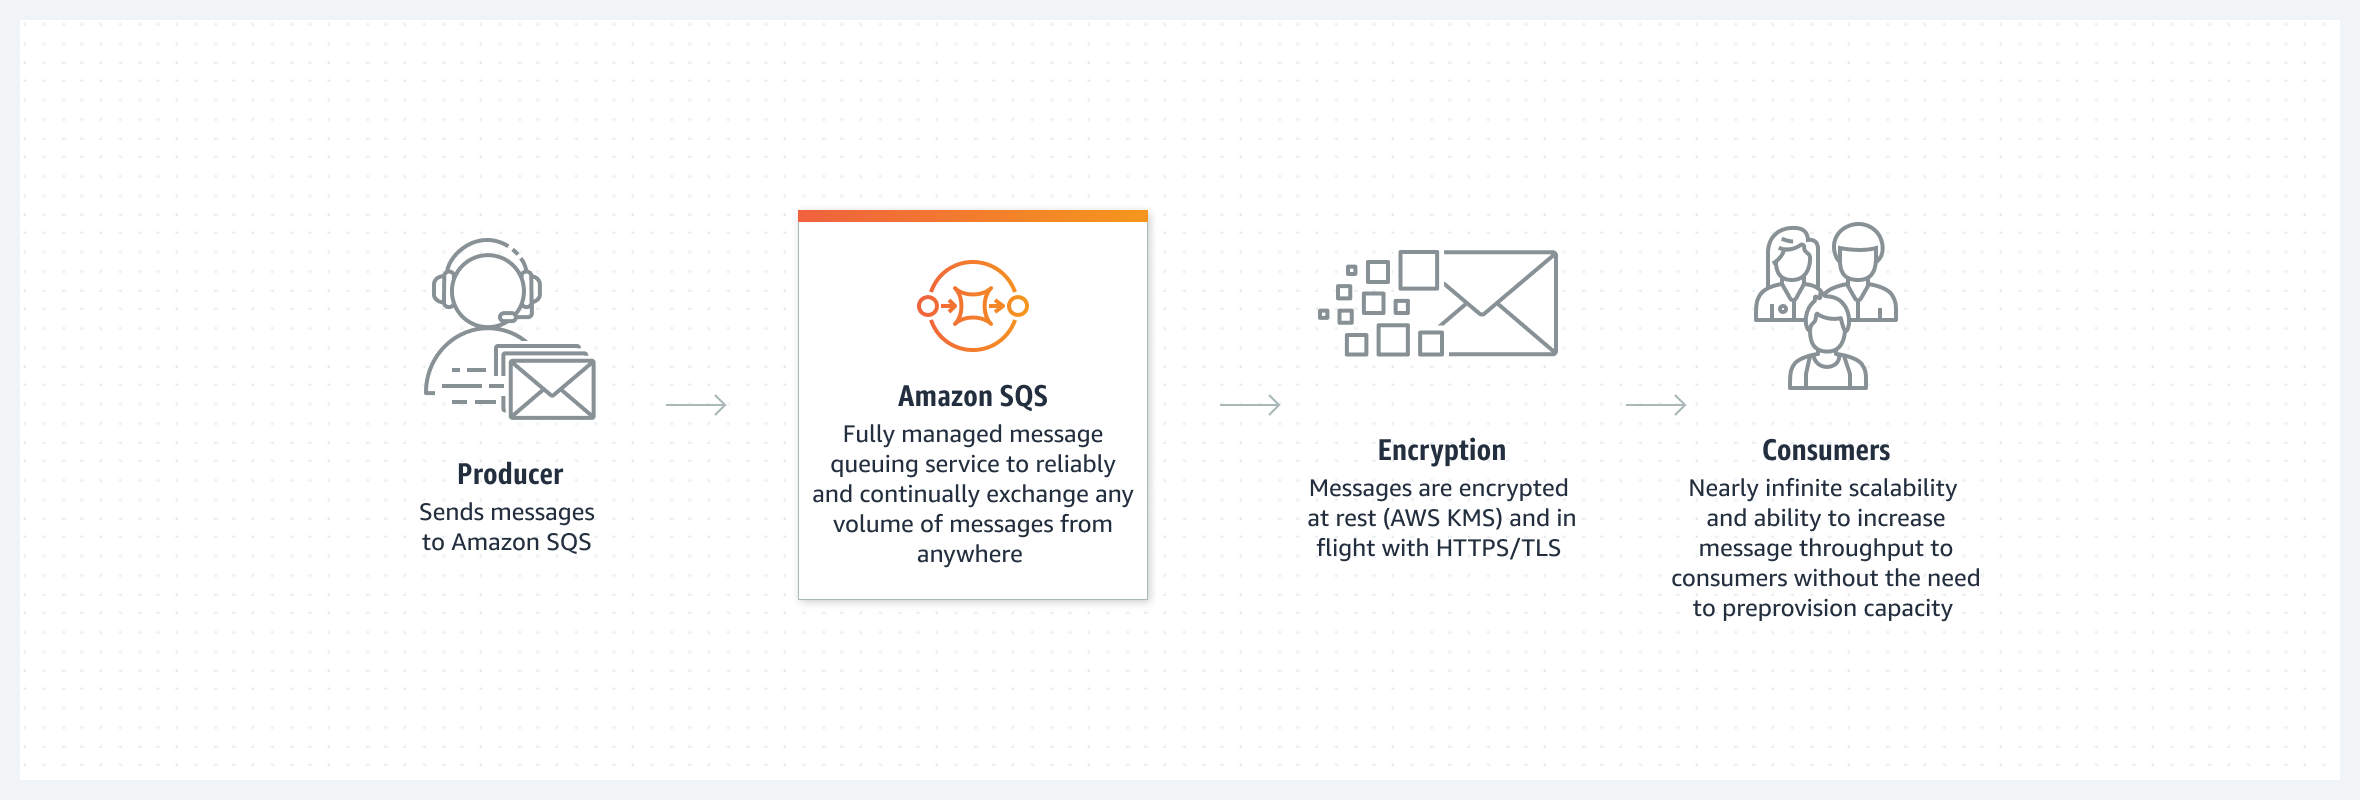 Producer
Sends messages
to Amazon SQS
Amazon SQS
Fully managed message
queuing service to reliably
and continually exchange any
volume of messages from
anywhere
Encryption
Messages are encrypted
at rest (AWS KMS) and in
flight with HTTPS/TLS
Consumers
Nearly infinite scalability
and ability to increase
message throughput to
consumers without the need
to preprovision capacity